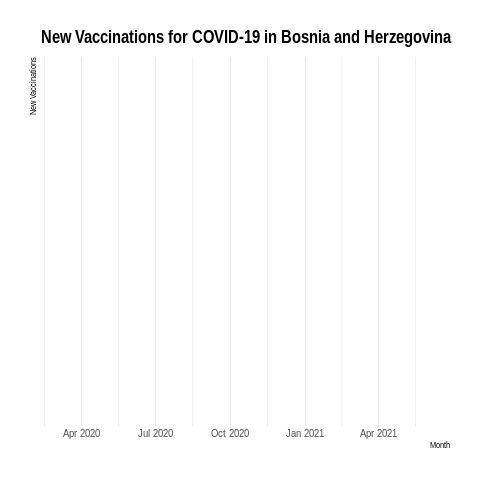 New Vaccinations for COVID-19 in Bosnia and Herzegovina
New Vaccinations
Apr 2020 Jul 2020 Oct 2020 Jan 2021 Apr 2021
Month